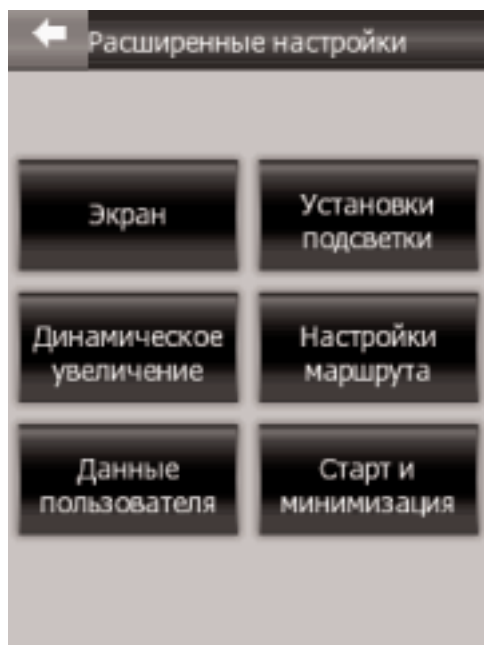 Расширенные настройки
Экран
Установки
подсветки
Динамическое
увеличение
Настройки
маршрута
Данные
пользователя
Старт и
минимизация